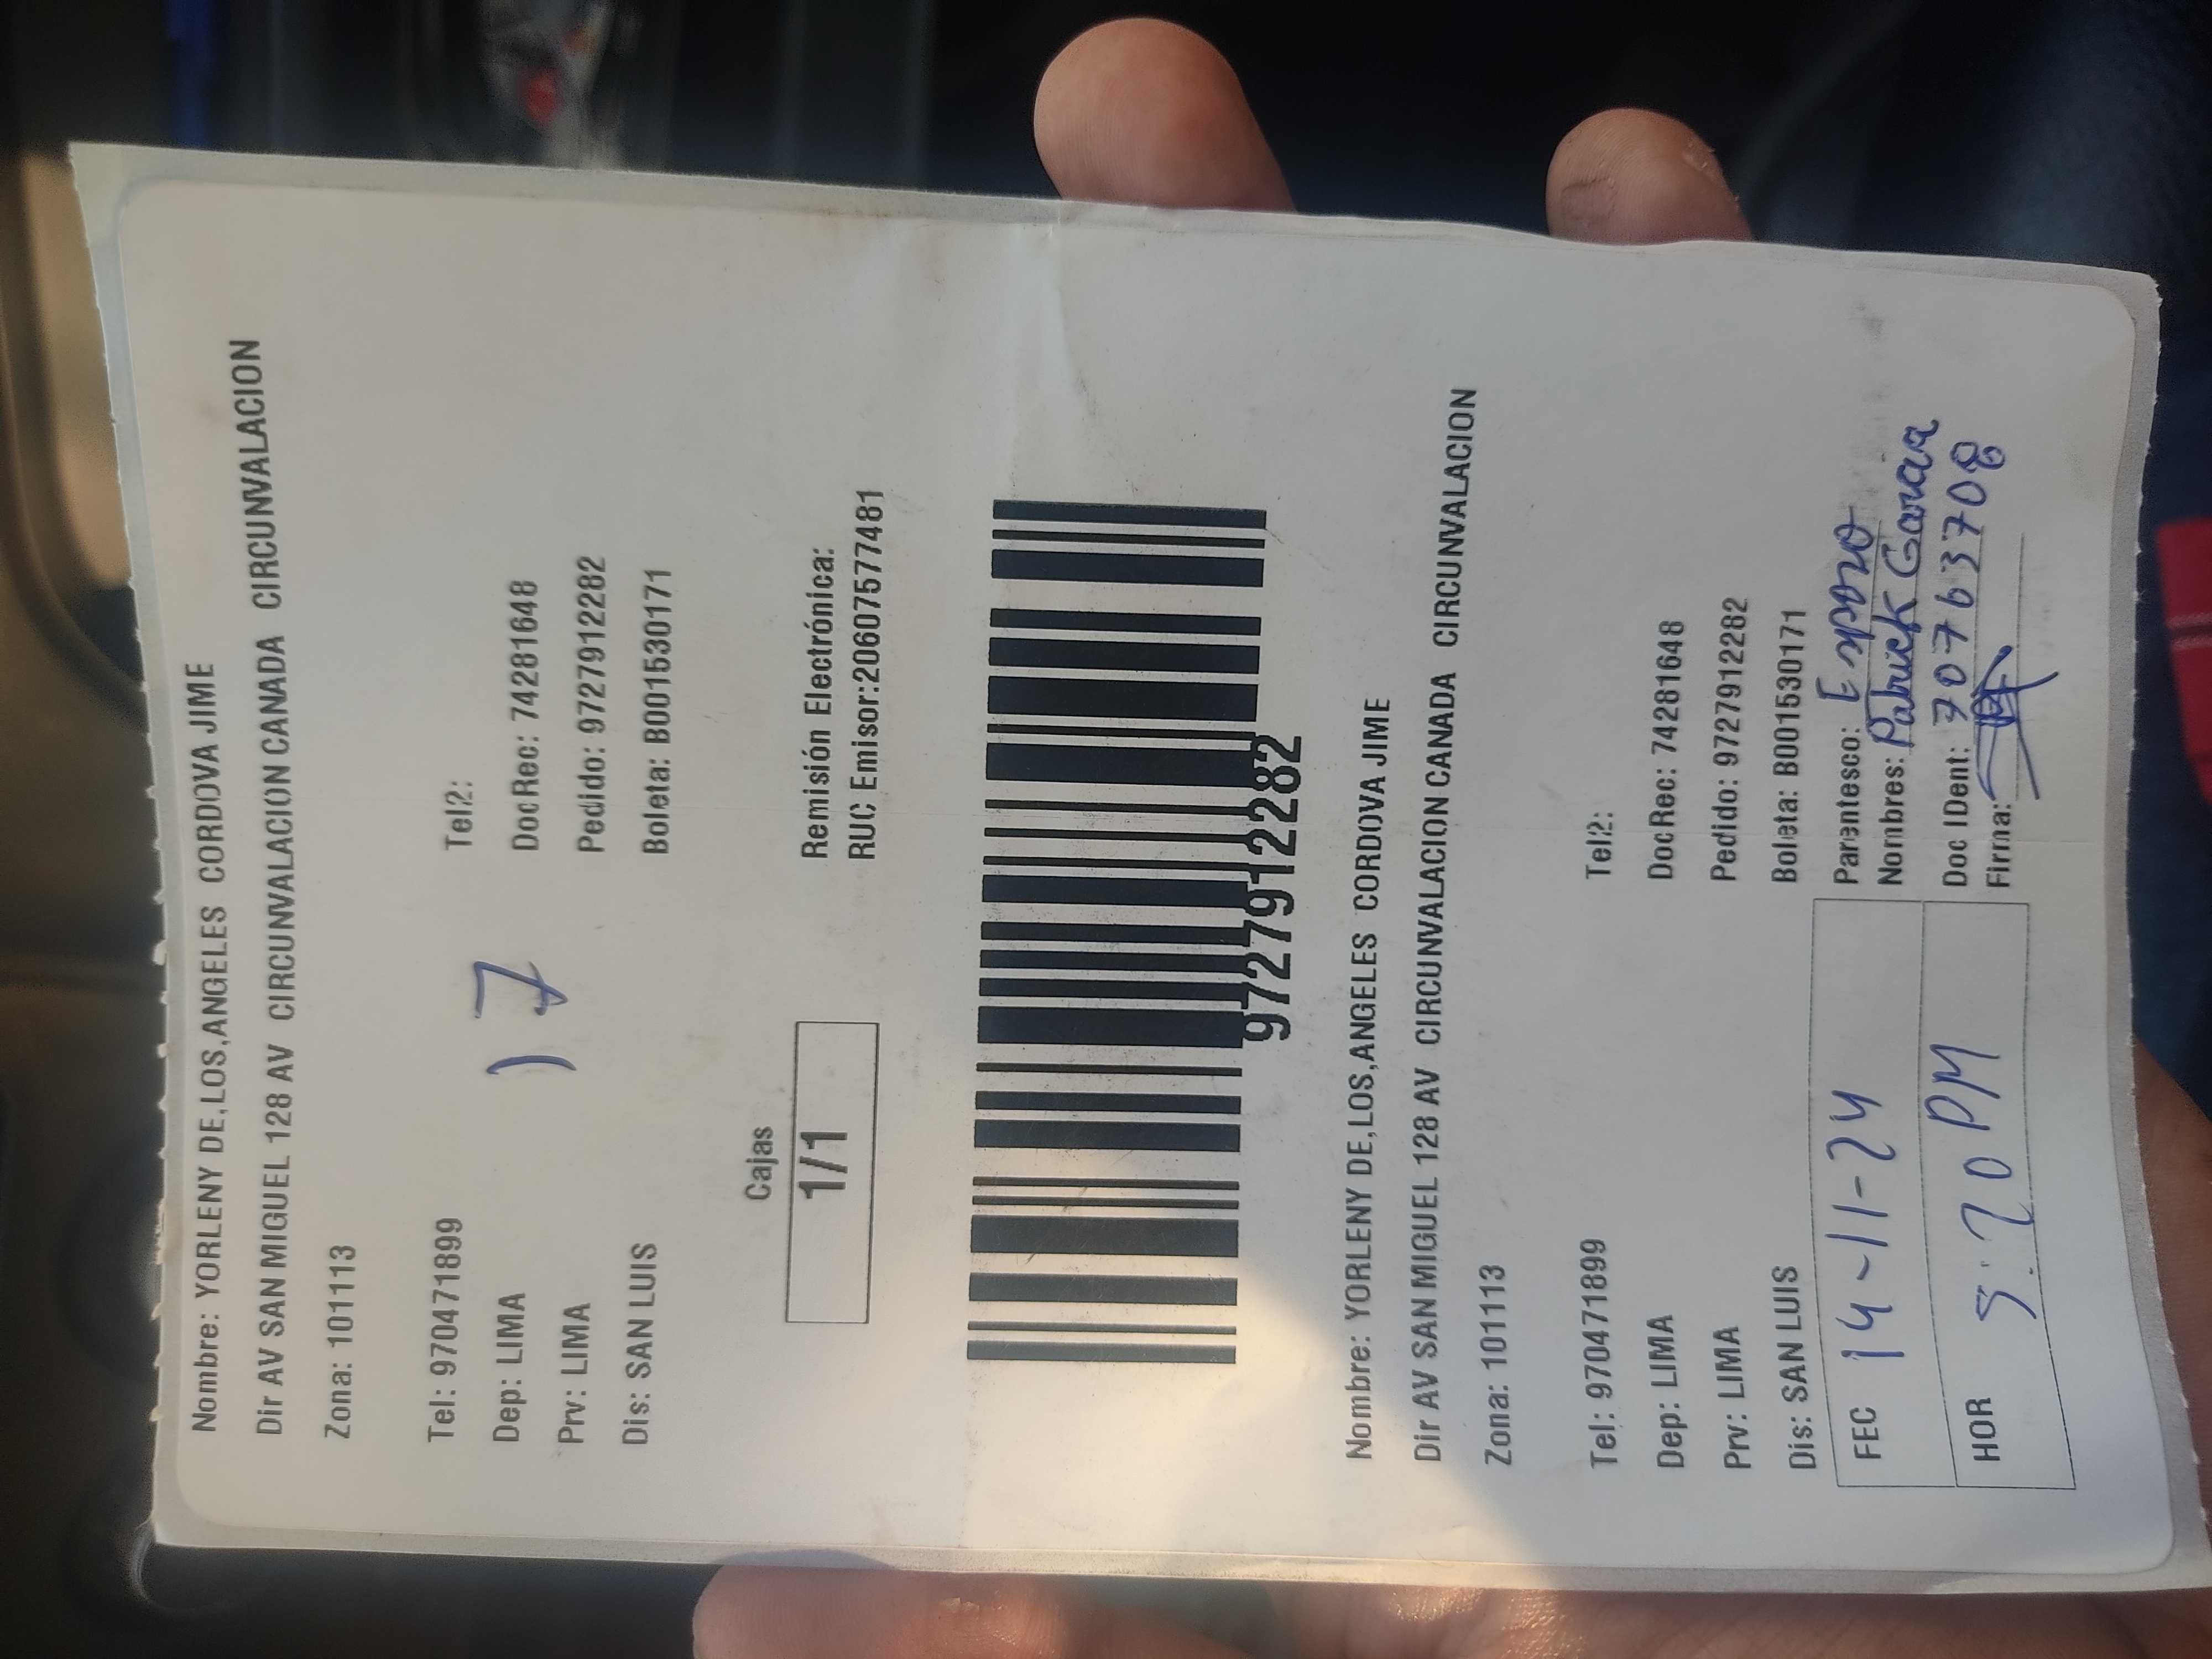 Nombre: YORLENY DE,LOS,ANGELES CORDOVA JIME
Dir AV SAN MIGUEL 128 AV CIRCUNVALACION CANADA CIRCUNVALACION
Zona: 101113
Tel: 970471899 Tel2:
Dep: LIMA DocRec: 74281648
Prv: LIMA Pedido: 9727912282
Dis: SAN LUIS Boleta: B001530171
17
Cajas
1/1
Remisión Electrónica:
RUC Emisor:20607577481
9727912282
Nombre: YORLENY DE,LOS,ANGELES CORDOVA JIME
Dir AV SAN MIGUEL 128 AV CIRCUNVALACION CANADA CIRCUNVALACION
Zona: 101113
Tel: 970471899 Tel2:
Dep: LIMA DocRec: 74281648
Prv: LIMA Pedido: 9727912282
Dis: SAN LUIS Boleta: B001530171
FEC 14-11-24
HOR 5:20 PM
Parentesco: Esposo
Nombres: Patrick
Doc IDent: 70763708
Firma: